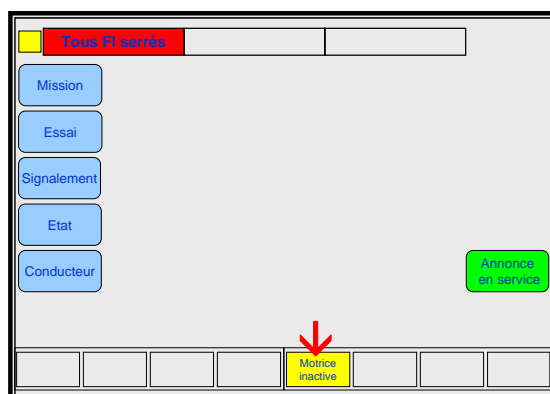 Tous FI serrés
Mission
Essai
Signalement
Etat
Conducteur
Annonce
en service
Motrice
inactive